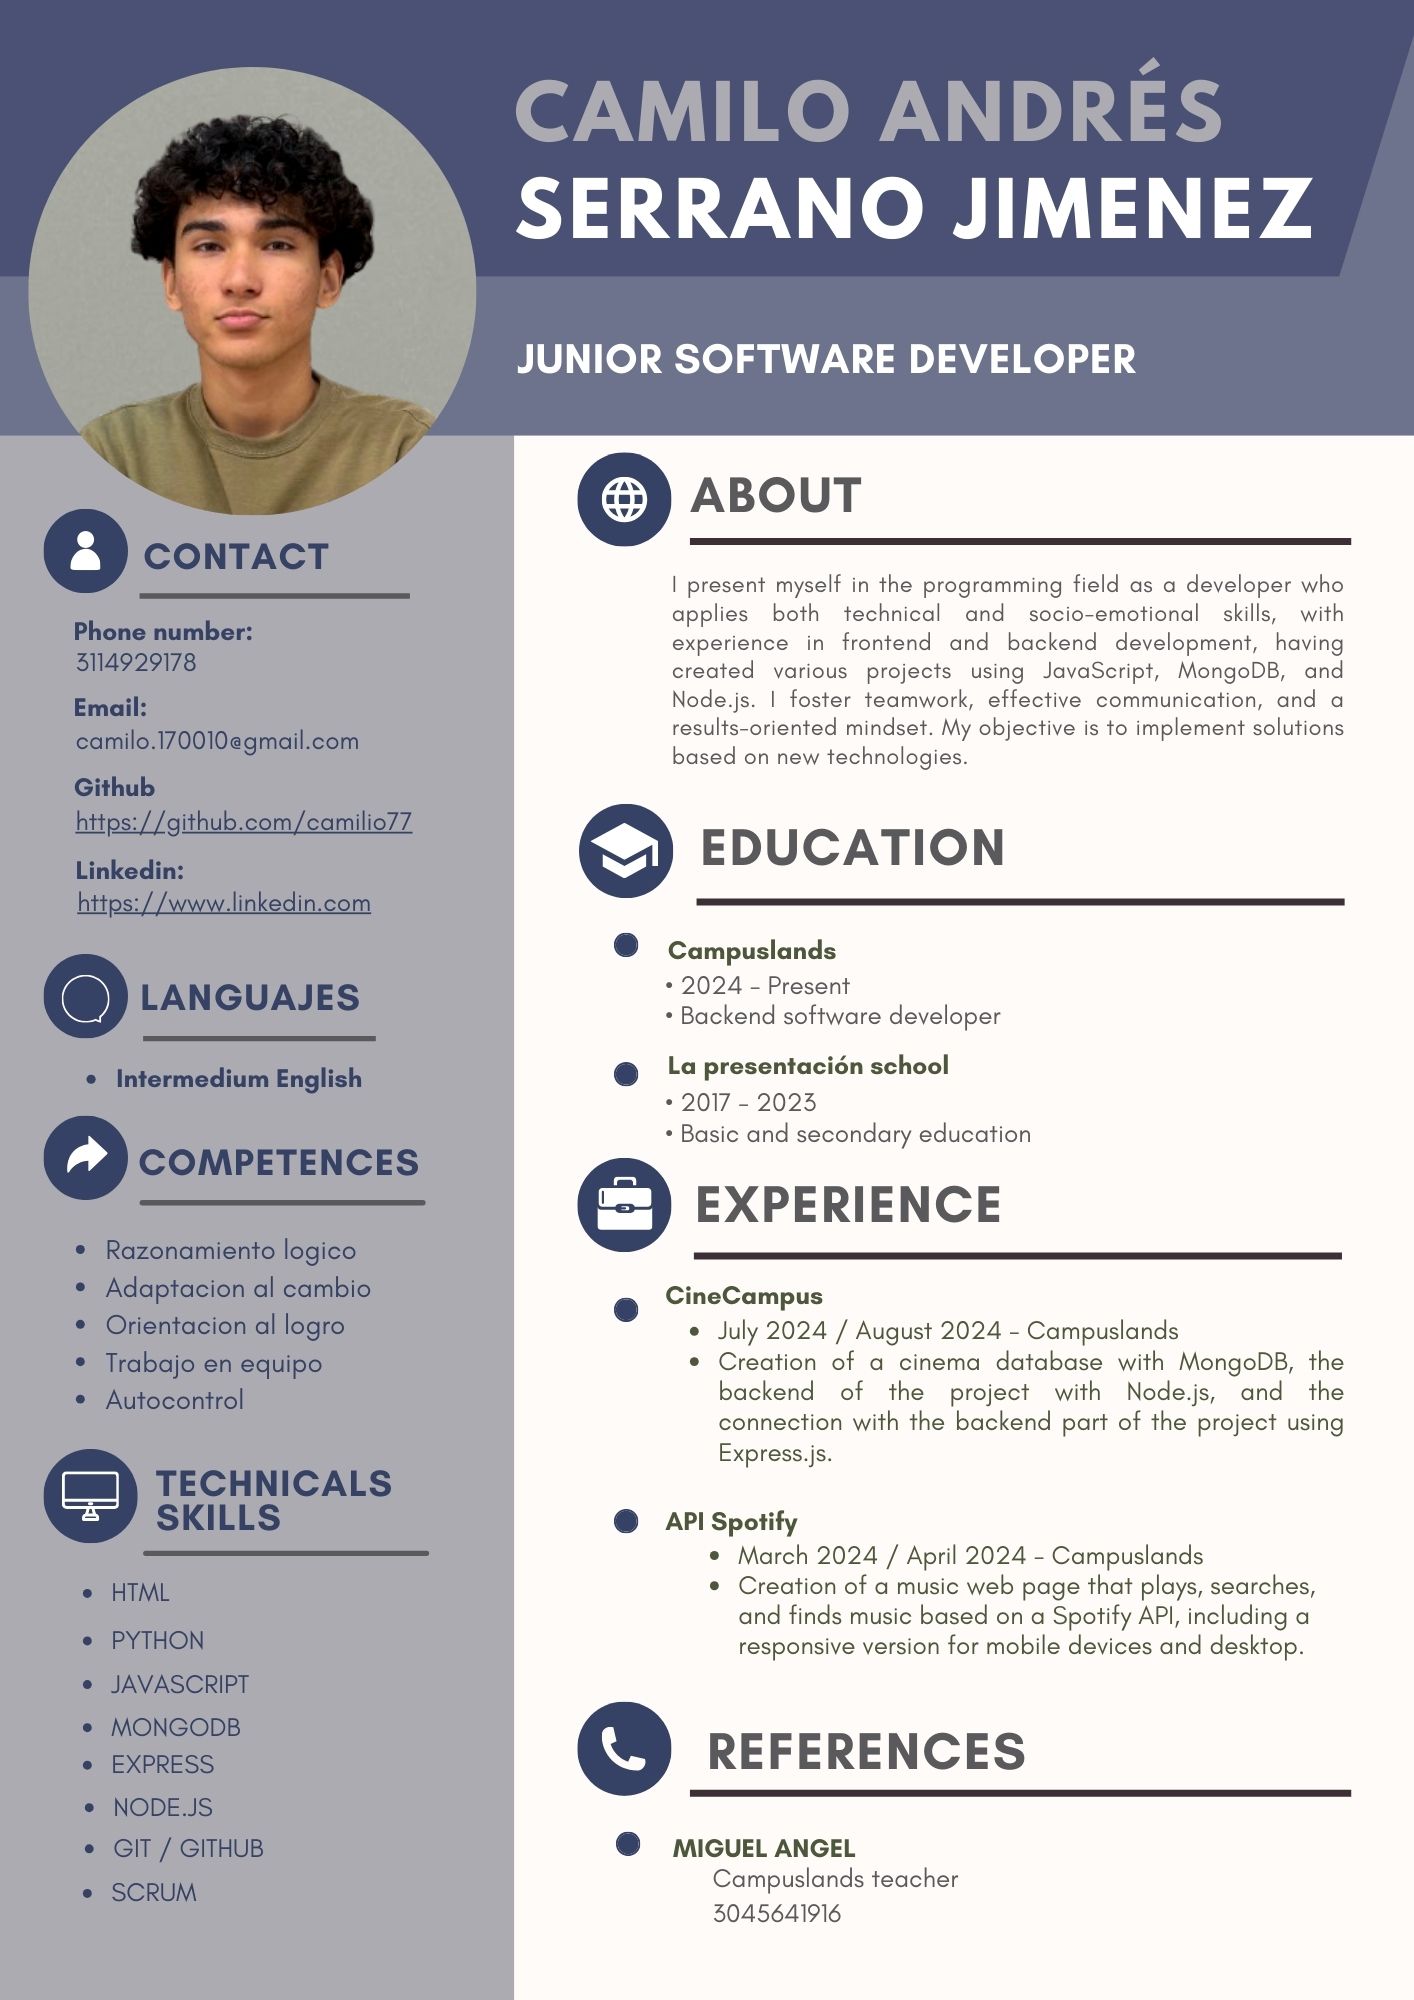 CAMILO ANDRÉS
SERRANO JIMENEZ
JUNIOR SOFTWARE DEVELOPER
CONTACT
Phone number:
3114929178
Email:
camilo.170010@gmail.com
Github
https://github.com/camilio77
Linkedin:
https://www.linkedin.com
LANGUAJES
• Intermedium English
COMPETENCES
• Razonamiento logico
• Adaptacion al cambio
• Orientacion al logro
• Trabajo en equipo
• Autocontrol
TECHNICALS
SKILLS
• HTML
• PYTHON
• JAVASCRIPT
• MONGODB
• EXPRESS
• NODE.JS
• GIT / GITHUB
• SCRUM
ABOUT
I present myself in the programming field as a developer who
applies both technical and socio-emotional skills, with
experience in frontend and backend development, having
created various projects using JavaScript, MongoDB, and
Node.js. I foster teamwork, effective communication, and a
results-oriented mindset. My objective is to implement solutions
based on new technologies.
EDUCATION
Campuslands
• 2024 - Present
• Backend software developer
La presentación school
• 2017 - 2023
• Basic and secondary education
EXPERIENCE
CineCampus
• July 2024 / August 2024 - Campuslands
• Creation of a cinema database with MongoDB, the
backend of the project with Node.js, and the
connection with the backend part of the project using
Express.js.
API Spotify
• March 2024 / April 2024 - Campuslands
• Creation of a music web page that plays, searches,
and finds music based on a Spotify API, including a
responsive version for mobile devices and desktop.
REFERENCES
MIGUEL ANGEL
Campuslands teacher
3045641916